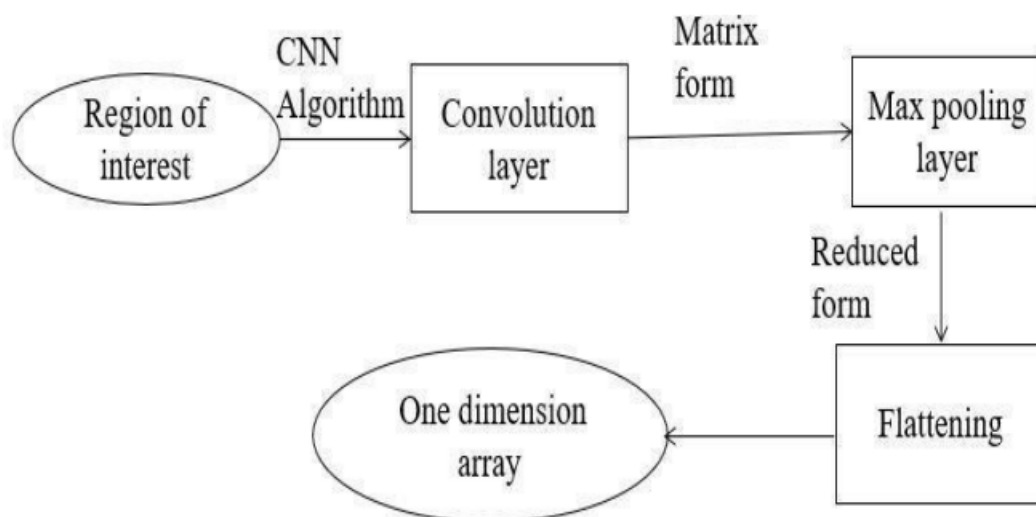 Region of
interest
CNN
Algorithm
Convolution
layer
Matrix
form
Max pooling
layer
Reduced
form
Flattening
One dimension
array